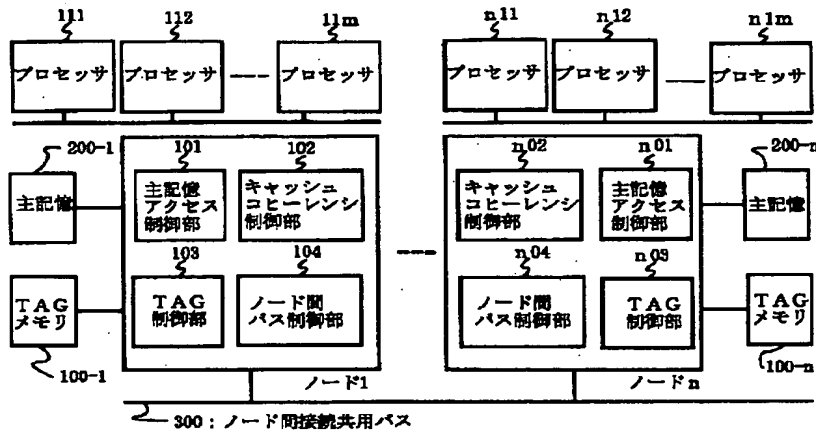 111 112 11m n11 n12 n1m
プロセッサ プロセッサ プロセッサ プロセッサ プロセッサ プロセッサ
200-1 101 102 n02 n01 200-n
主記憶
主記憶
アクセス
制御部
キャッシュ
コヒーレンシ
制御部
キャッシュ
コヒーレンシ
制御部
主記憶
アクセス
制御部
主記憶
103 104 n04 n03
TAG
メモリ
TAG
制御部
ノード間
バス制御部
ノード間
バス制御部
TAG
制御部
TAG
メモリ
100-1 ノード1 ノードn 100-n
300:ノード間接続共用バス